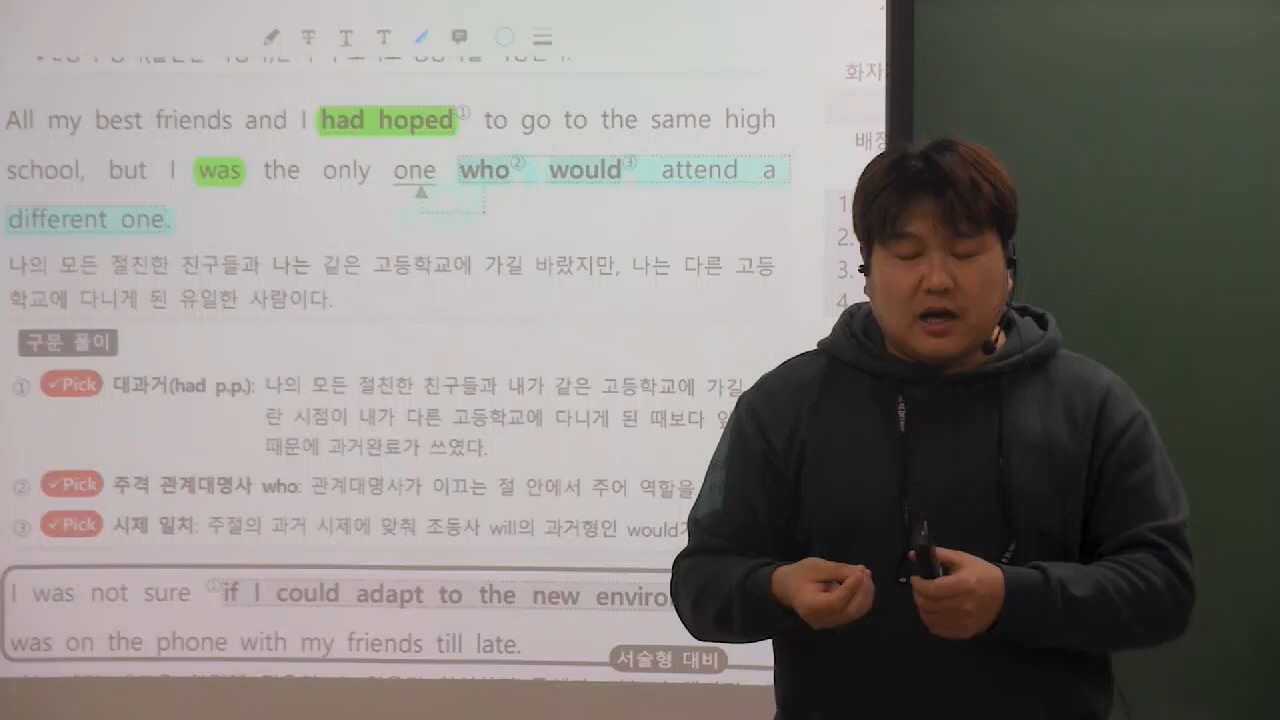 All my best friends and I had hoped① to go to the same high
school, but I was the only one who② would③ attend a
different one.
나의 모든 절친한 친구들과 나는 같은 고등학교에 가길 바랐지만, 나는 다른 고등
학교에 다니게 된 유일한 사람이다.
구문 풀이
① ✓Pick 대과거(had p.p.): 나의 모든 절친한 친구들과 내가 같은 고등학교에 가길
란 시점이 내가 다른 고등학교에 다니게 된 때보다
때문에 과거완료가 쓰였다.
② ✓Pick 주격 관계대명사 who: 관계대명사가 이끄는 절 안에서 주어 역할을
③ ✓Pick 시제 일치: 주절의 과거 시제에 맞춰 조동사 will의 과거형인 would
I was not sure ①if I could adapt to the new enviro
was on the phone with my friends till late.
서술형 대비
화자
배정
1
2.
3.
4